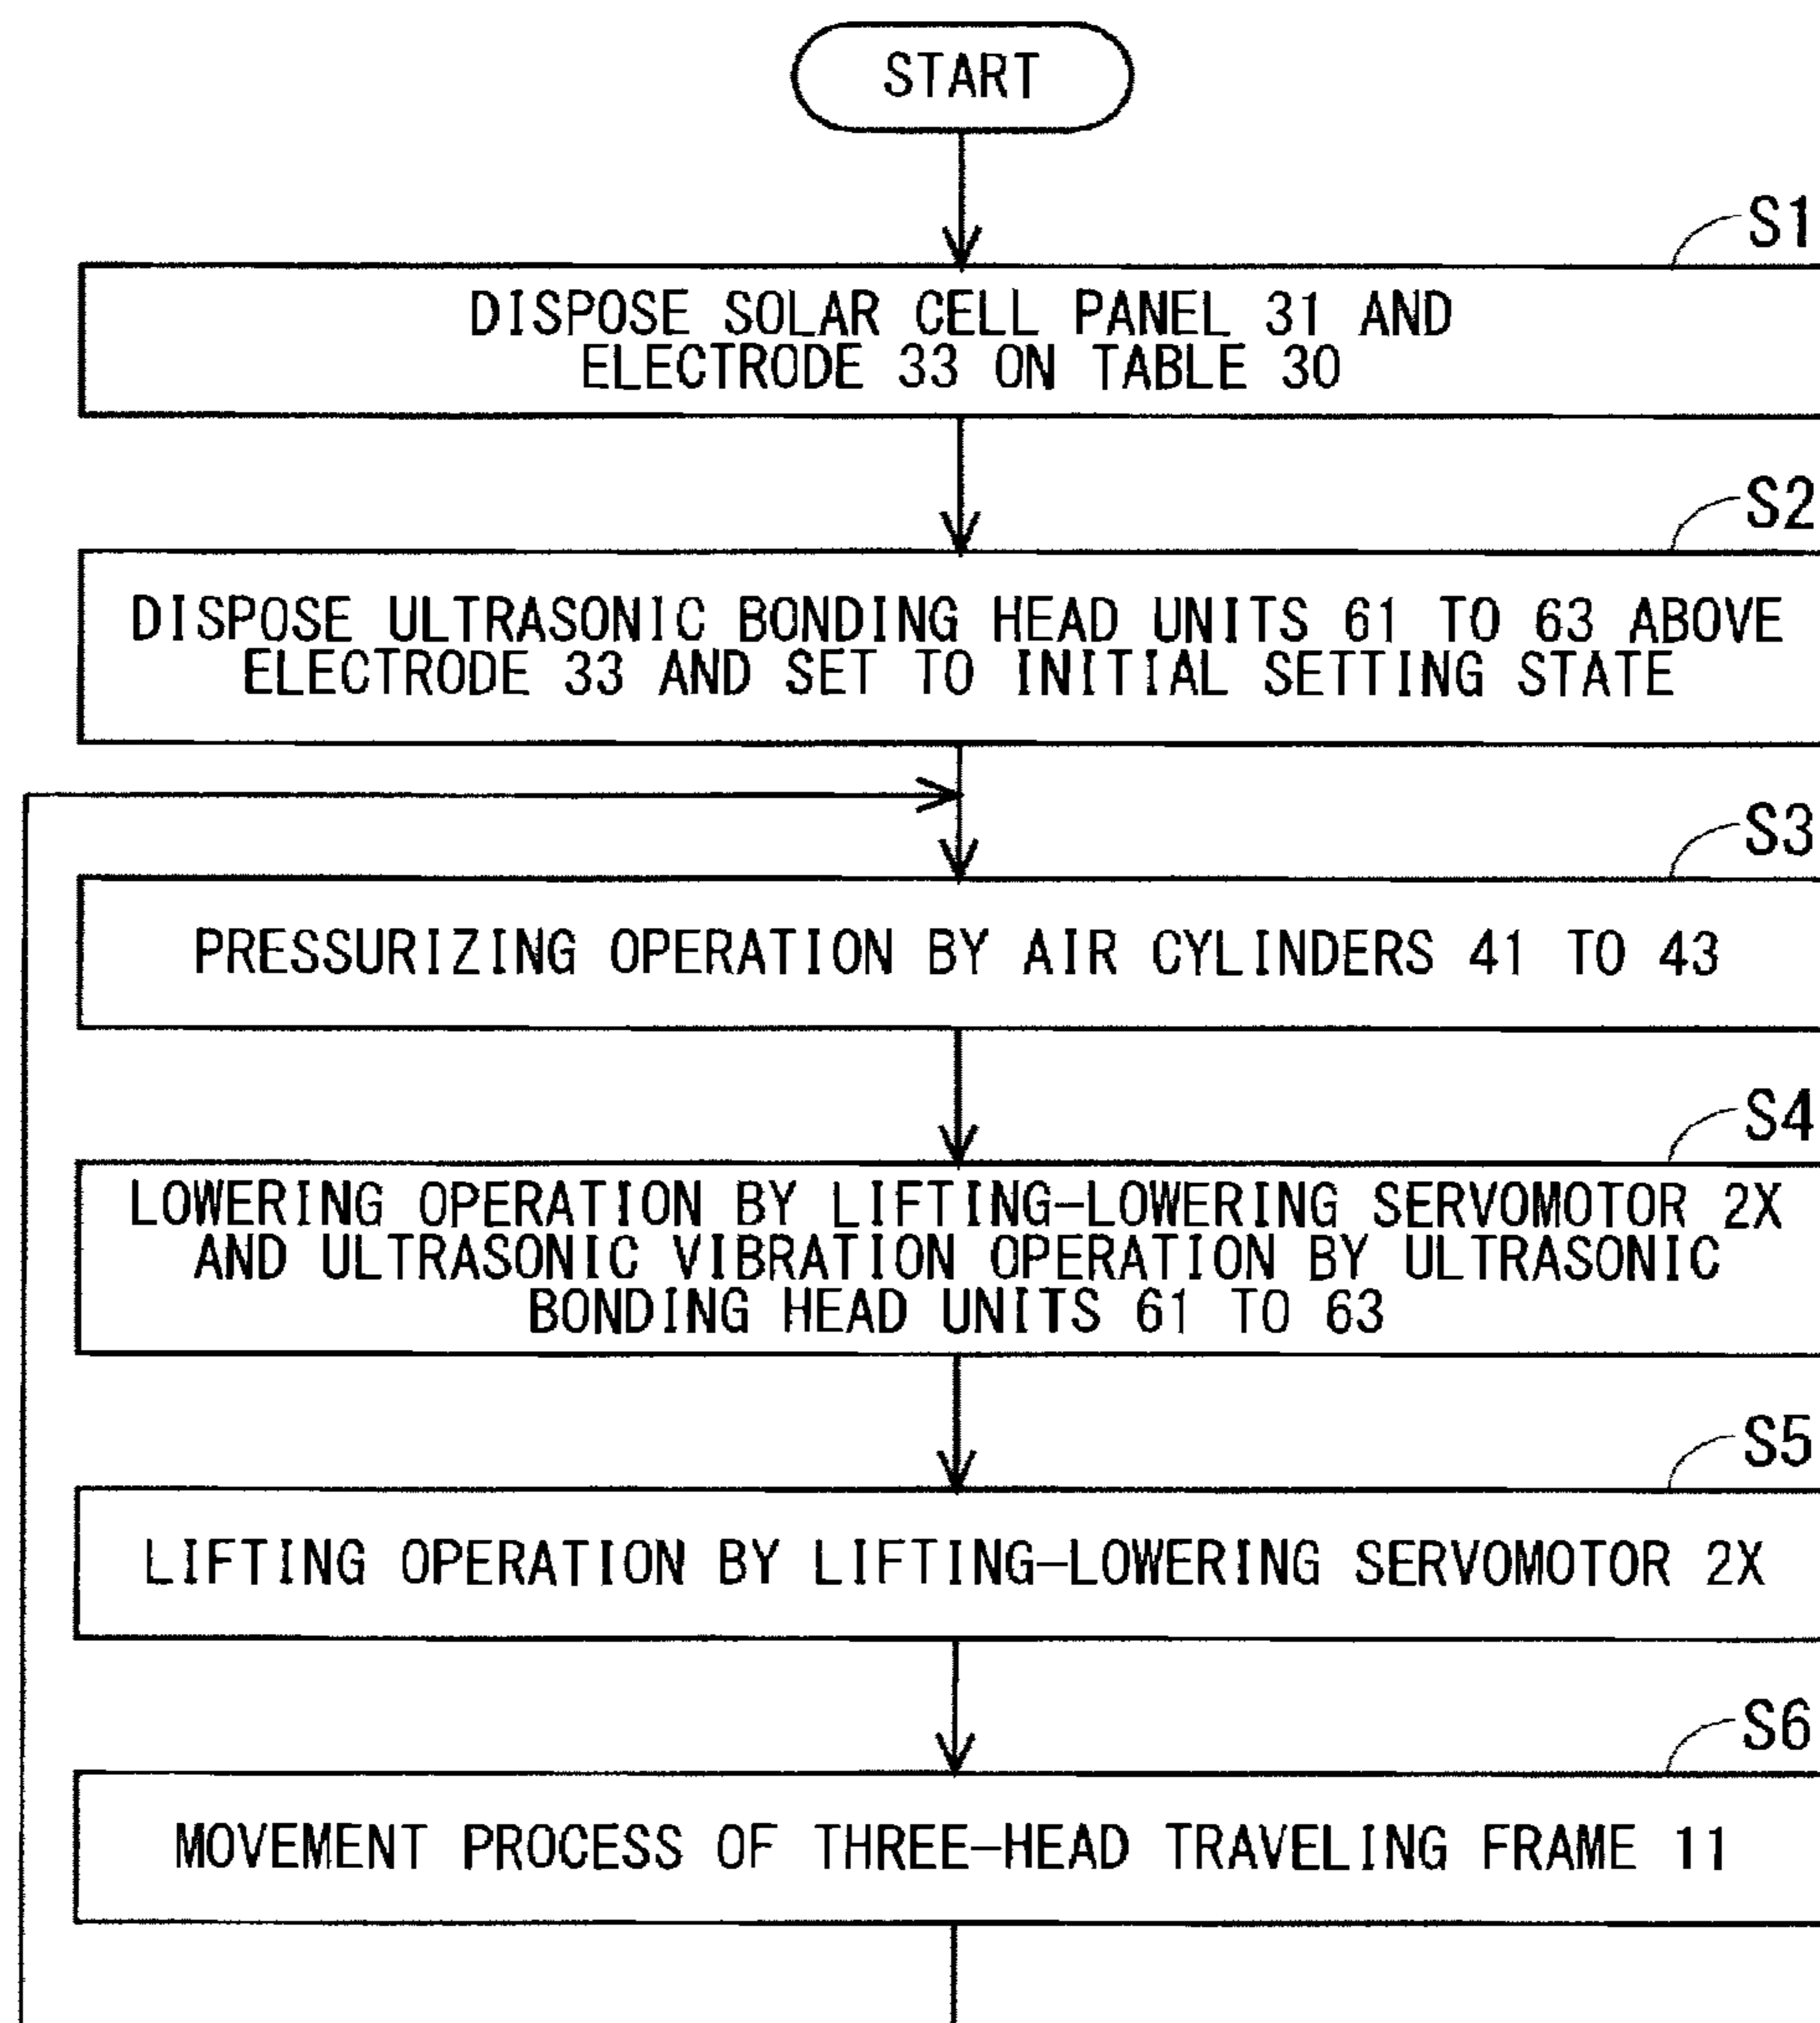 START
S1
DISPOSE SOLAR CELL PANEL 31 AND
ELECTRODE 33 ON TABLE 30
S2
DISPOSE ULTRASONIC BONDING HEAD UNITS 61 TO 63 ABOVE
ELECTRODE 33 AND SET TO INITIAL SETTING STATE
S3
PRESSURIZING OPERATION BY AIR CYLINDERS 41 TO 43
S4
LOWERING OPERATION BY LIFTING-LOWERING SERVOMOTOR 2X
AND ULTRASONIC VIBRATION OPERATION BY ULTRASONIC
BONDING HEAD UNITS 61 TO 63
S5
LIFTING OPERATION BY LIFTING-LOWERING SERVOMOTOR 2X
S6
MOVEMENT PROCESS OF THREE-HEAD TRAVELING FRAME 11